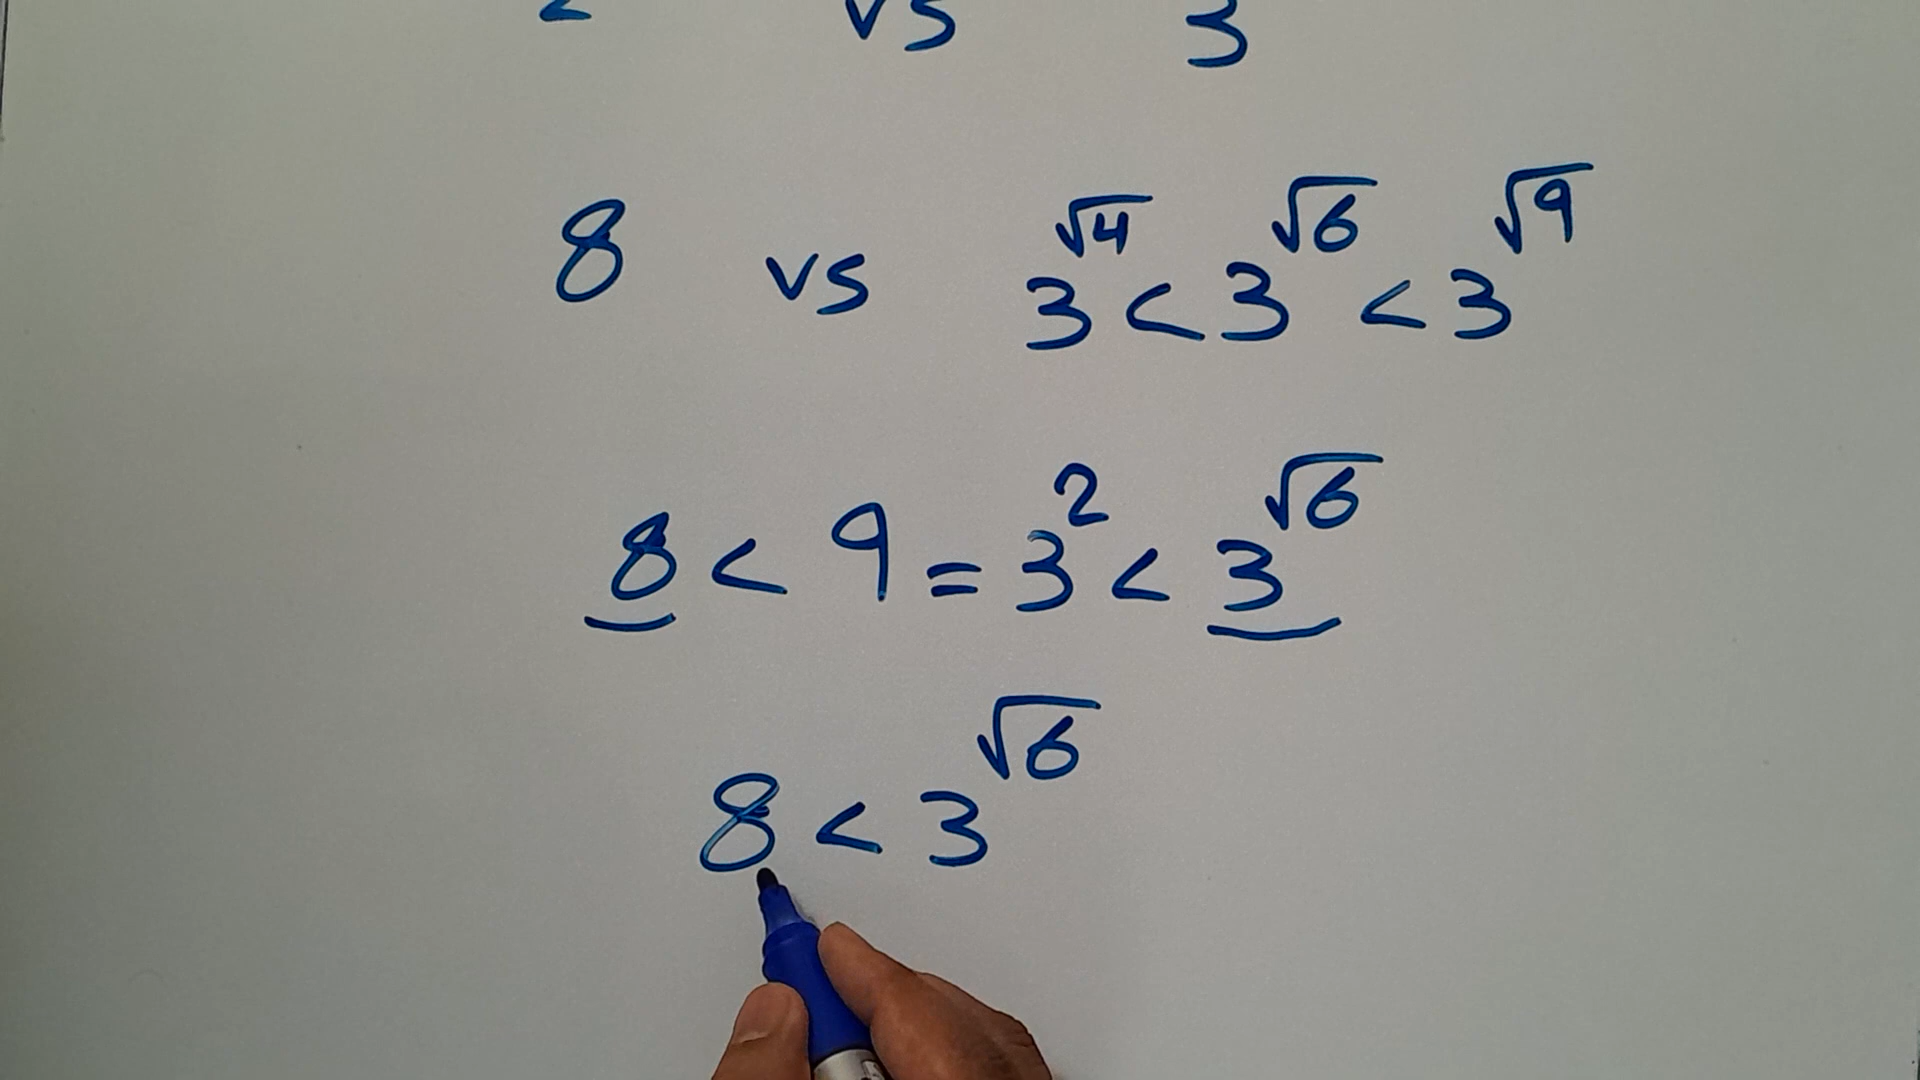 vs 3
8 vs 3^√4 < 3^√6 < 3^√9
8 < 9 = 3^2 < 3^√6
8 < 3^√6